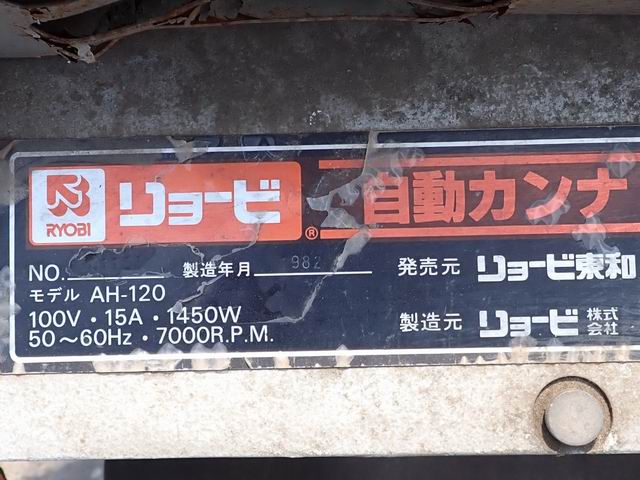 RYOBI リョービ® 自動カンナ
NO. 製造年月 982 発売元 リョービ東和
モデル AH-120
100V・15A・1450W 製造元 リョービ 株式会社
50～60Hz・7000R.P.M.